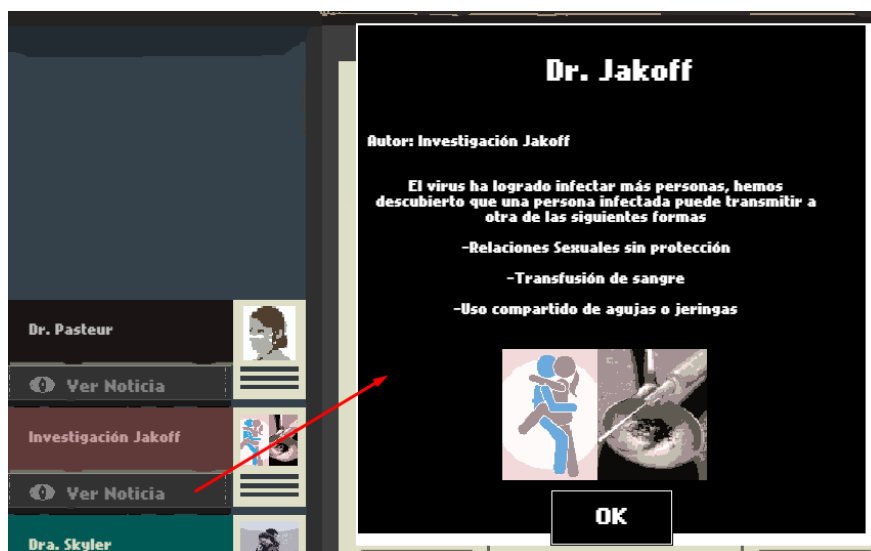 Dr. Pasteur
Ver Noticia
Investigación Jakoff
Ver Noticia
Dra. Skyler
Dr. Jakoff
Autor: Investigación Jakoff
El virus ha logrado infectar más personas, hemos
descubierto que una persona infectada puede transmitir a
otra de las siguientes formas
-Relaciones Sexuales sin protección
-Transfusión de sangre
-Uso compartido de agujas o jeringas
OK